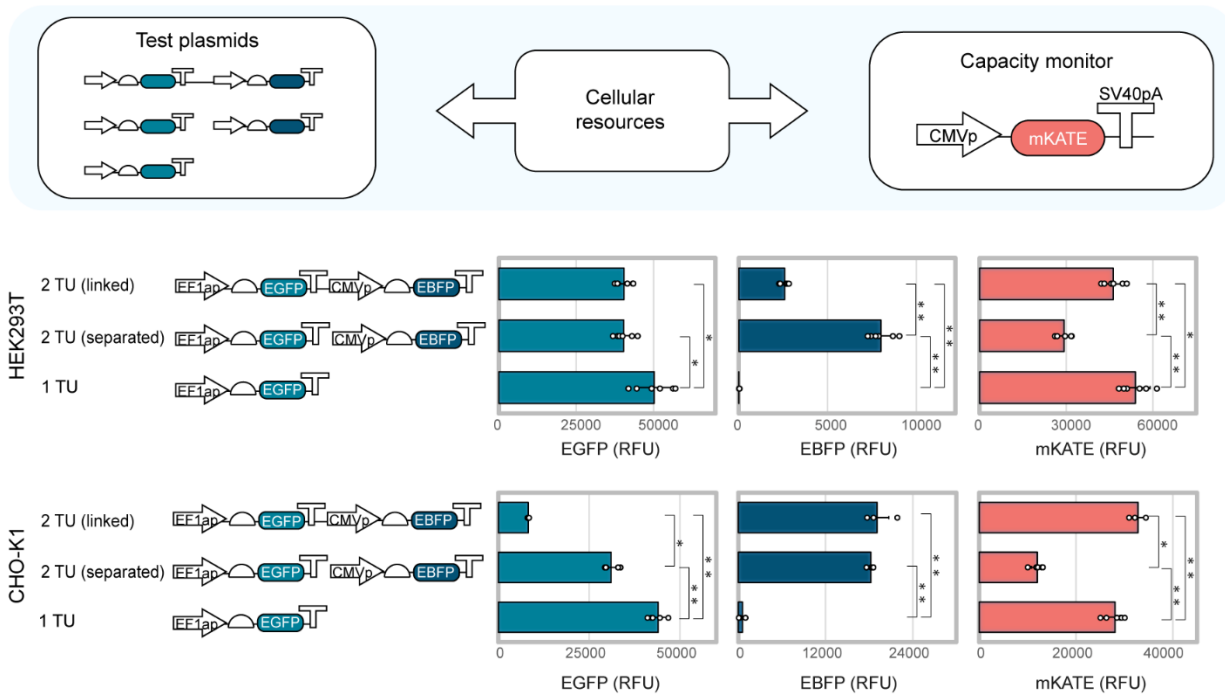 Test plasmids
Cellular
resources
Capacity monitor
SV40pA
CMVp
mKATE
HEK293T
2 TU (linked)
EF1ap
EGFP
CMVp
EBFP
* *
* *
* *
*
2 TU (separated)
EF1ap
EGFP
CMVp
EBFP
*
*
* *
* *
1 TU
EF1ap
EGFP
0 25000 50000
0 5000 10000
0 30000 60000
EGFP (RFU)
EBFP (RFU)
mKATE (RFU)
CHO-K1
2 TU (linked)
EF1ap
EGFP
CMVp
EBFP
*
* *
* *
*
* *
2 TU (separated)
EF1ap
EGFP
CMVp
EBFP
* *
* *
* *
1 TU
EF1ap
EGFP
0 25000 50000
0 12000 24000
0 20000 40000
EGFP (RFU)
EBFP (RFU)
mKATE (RFU)